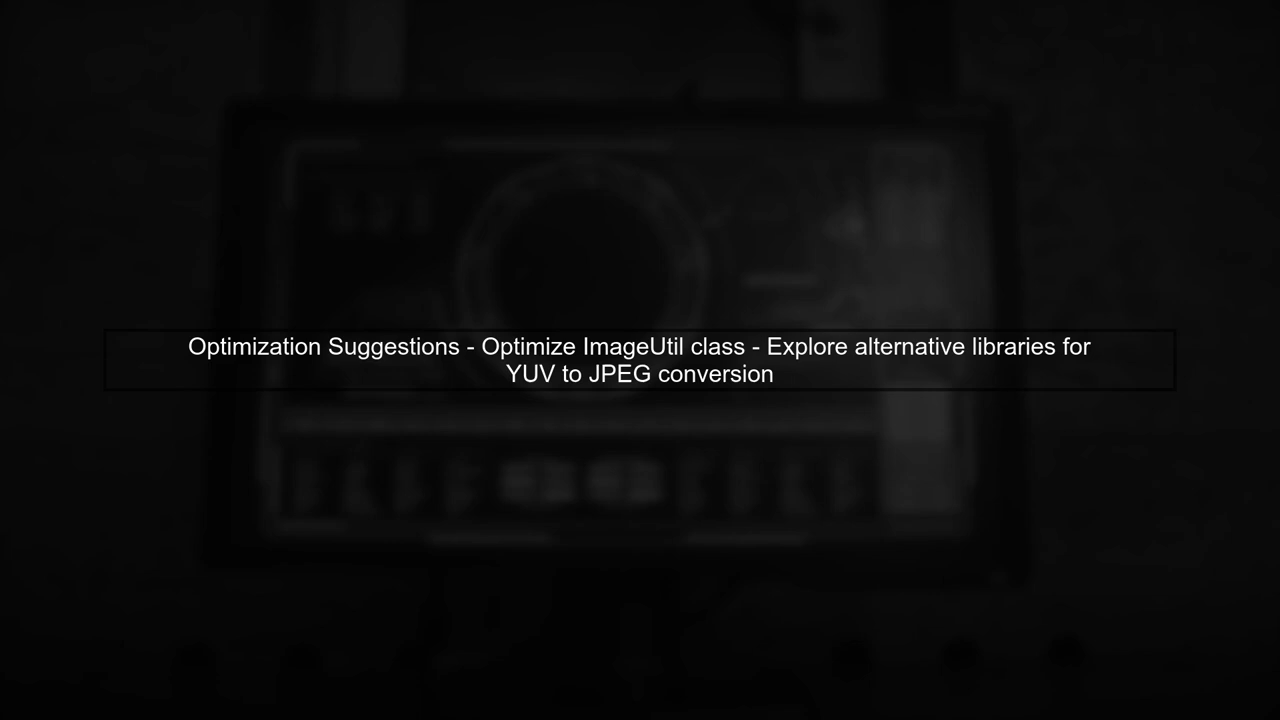 Optimization Suggestions - Optimize ImageUtil class - Explore alternative libraries for
YUV to JPEG conversion